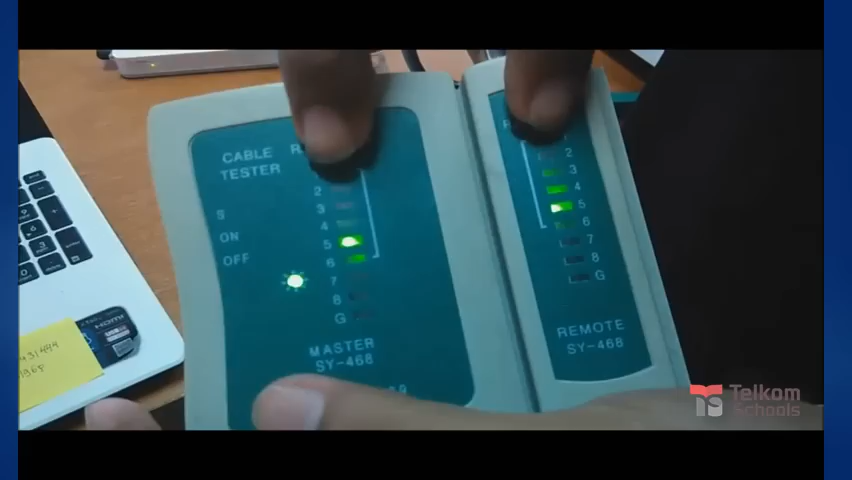 CABLE
TESTER
S
ON
OFF
2
3
4
5
6
7
8
G
MASTER
SY-468
2
3
4
5
6
7
8
G
REMOTE
SY-468
HDMI
Telkom
Schools